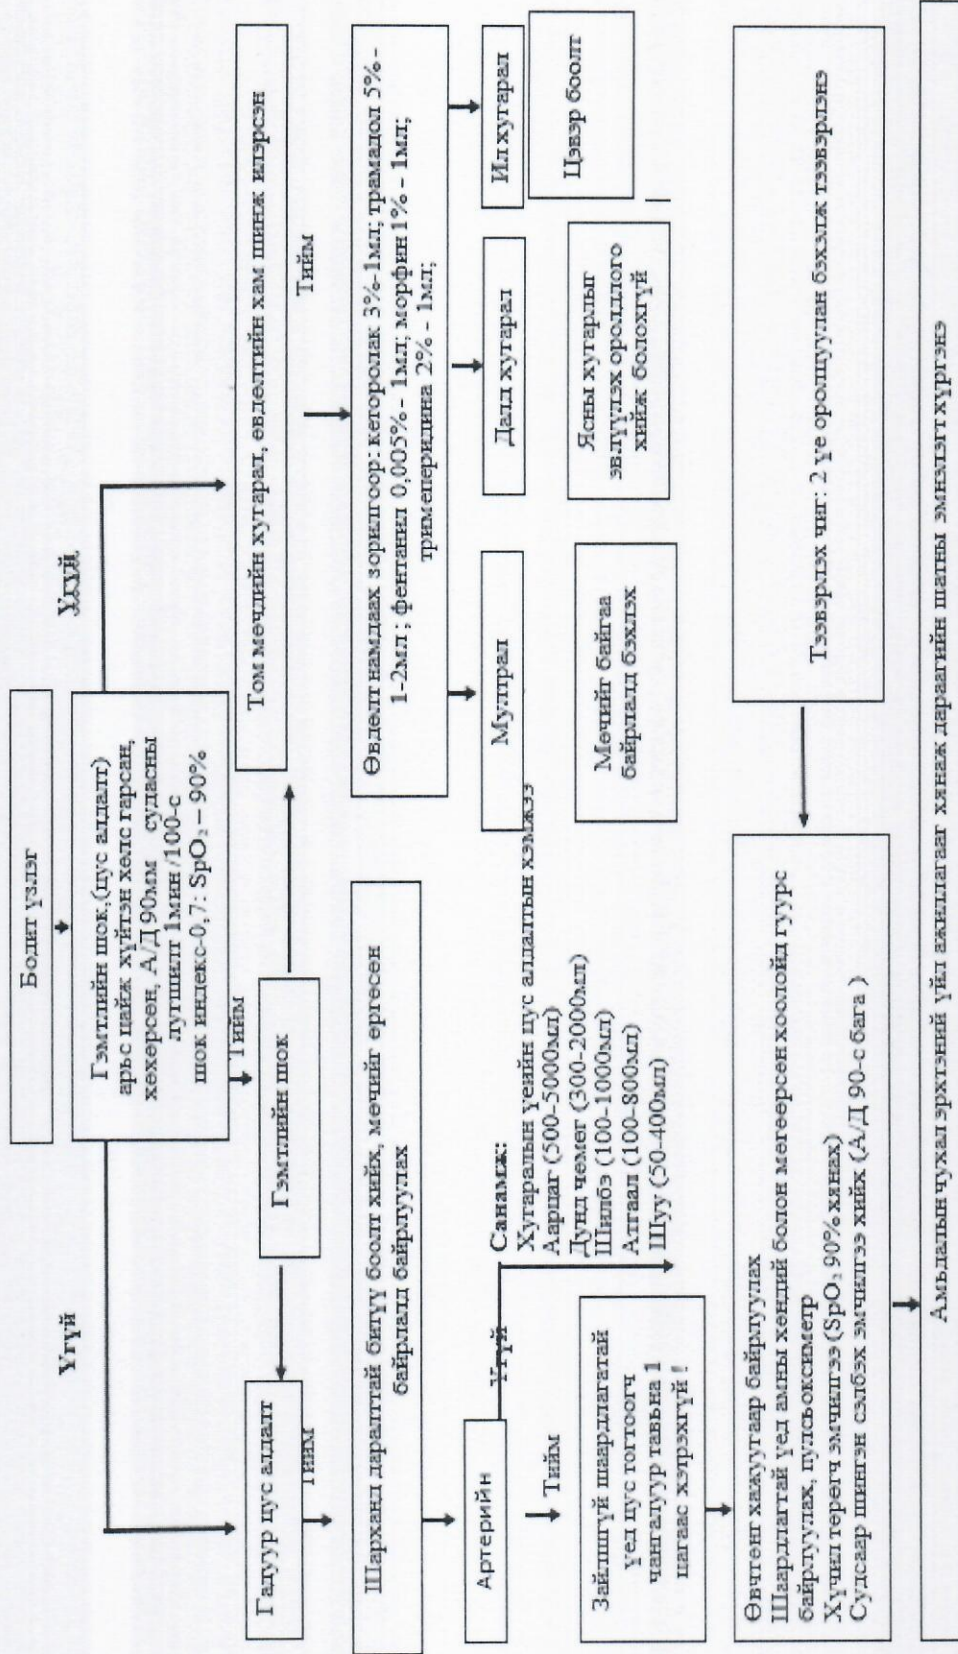 Бодит үзлэг
Үгүй
Үгүй
Гэмтлийн шок,(цус алдалт)
арьс цайж хүйтэн хөлс гарсан,
хөхөрсөн, А/Д 90мм судасны
лугшилт 1мин /100-с
шок индекс-0,7: SpO₂ – 90%
Тийм
Гадуур цус алдалт
Гэмтлийн шок
Том мөчдийн хугарал, өвдөлтийн хам шинж илэрсэн
Тийм
Тийм
Шарханд даралттай битүү боолт хийх, мөчийг өргөсөн
байрлалд байрлуулах
Өвдөлт намдаах зорилгоор: кеторолак 3%-1мл; трамадол 5%-
1-2мл; фентанил 0,005% - 1мл; морфин 1% - 1мл;
тримеперидина 2% - 1мл;
Артерийн
Үгүй
Тийм
Санамж:
Хугаралын үеийн цус алдалтын хэмжээ
Аарцаг (500-5000мл)
Дунд чөмөг (300-2000мл)
Шилбэ (100-1000мл)
Атгаал (100-800мл)
Шуу (50-400мл)
Мултрал
Далд хугарал
Ил хугарал
Зайлшгүй шаардлагатай
үед цус тогтоогч
чангалуур тавьна 1
цагаас хэтрэхгүй !
Мөчийг байгаа
байрлалд бэхлэх
Ясны хугарлыг
эвлүүлэх оролдлого
хийж болохгүй
Цэвэр боолт
Өвчтөнг хажуугаар байрлуулах
Шаардлагтай үед амны хөндий болон мөгөөрсөн хоолойд гуурс
байрлуулах, пулсьоксиметр
Хүчил төрөгч эмчилгээ (SpO₂ 90% хянах)
Судсаар шингэн сэлбэх эмчилгээ хийх (А/Д 90-с бага )
Тээвэрлэх чиг: 2 үе оролцуулан бэхэлж тээвэрлэнэ
Амьдалын чухал эрхтэний үйл ажиллагааг хянаж дараагийн шатны эмнэлэгт хүргэнэ